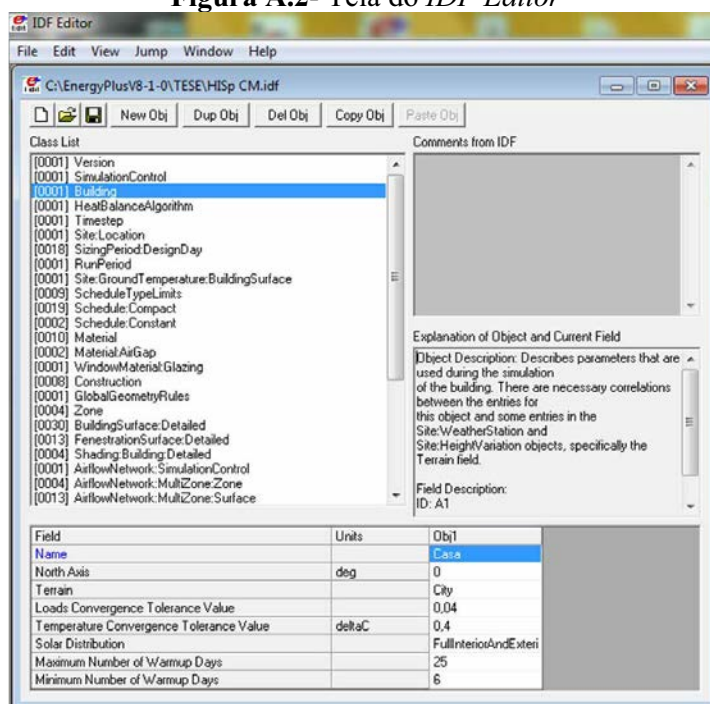 Figura A.2- Tela do IDF Editor
IDF Editor
File Edit View Jump Window Help
C:\EnergyPlusV8-1-0\TESE\HISp CM.idf
New Obj Dup Obj Del Obj Copy Obj Paste Obj
Class List
[0001] Version
[0001] SimulationControl
[0001] Building
[0001] HeatBalanceAlgorithm
[0001] Timestep
[0001] Site:Location
[0018] SizingPeriod:DesignDay
[0001] RunPeriod
[0001] Site:GroundTemperature:BuildingSurface
[0009] ScheduleTypeLimits
[0019] Schedule:Compact
[0002] Schedule:Constant
[0010] Material
[0002] Material:AirGap
[0001] WindowMaterial:Glazing
[0008] Construction
[0001] GlobalGeometryRules
[0004] Zone
[0030] BuildingSurface:Detailed
[0013] FenestrationSurface:Detailed
[0004] Shading:Building:Detailed
[0001] AirflowNetwork:SimulationControl
[0004] AirflowNetwork:MultiZone:Zone
[0013] AirflowNetwork:MultiZone:Surface
Comments from IDF
Explanation of Object and Current Field
Object Description: Describes parameters that are
used during the simulation
of the building. There are necessary correlations
between the entries for
this object and some entries in the
Site:WeatherStation and
Site:HeightVariation objects, specifically the
Terrain field.
Field Description:
ID: A1
Field Units Obj1
Name Casa
North Axis deg 0
Terrain City
Loads Convergence Tolerance Value 0,04
Temperature Convergence Tolerance Value deltaC 0,4
Solar Distribution FullInteriorAndExteri
Maximum Number of Warmup Days 25
Minimum Number of Warmup Days 6